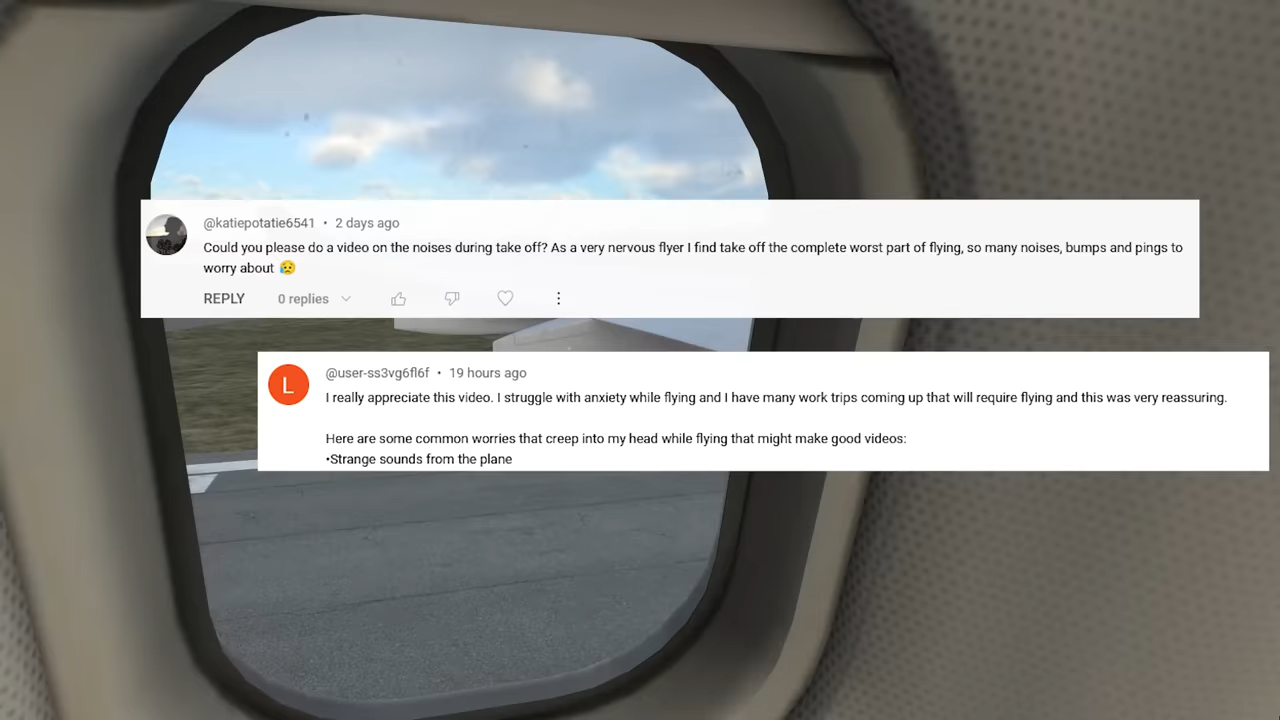 @katiepotatie6541 • 2 days ago
Could you please do a video on the noises during take off? As a very nervous flyer I find take off the complete worst part of flying, so many noises, bumps and pings to
worry about 😥
REPLY 0 replies
L
@user-ss3vg6fl6f • 19 hours ago
I really appreciate this video. I struggle with anxiety while flying and I have many work trips coming up that will require flying and this was very reassuring.
Here are some common worries that creep into my head while flying that might make good videos:
•Strange sounds from the plane